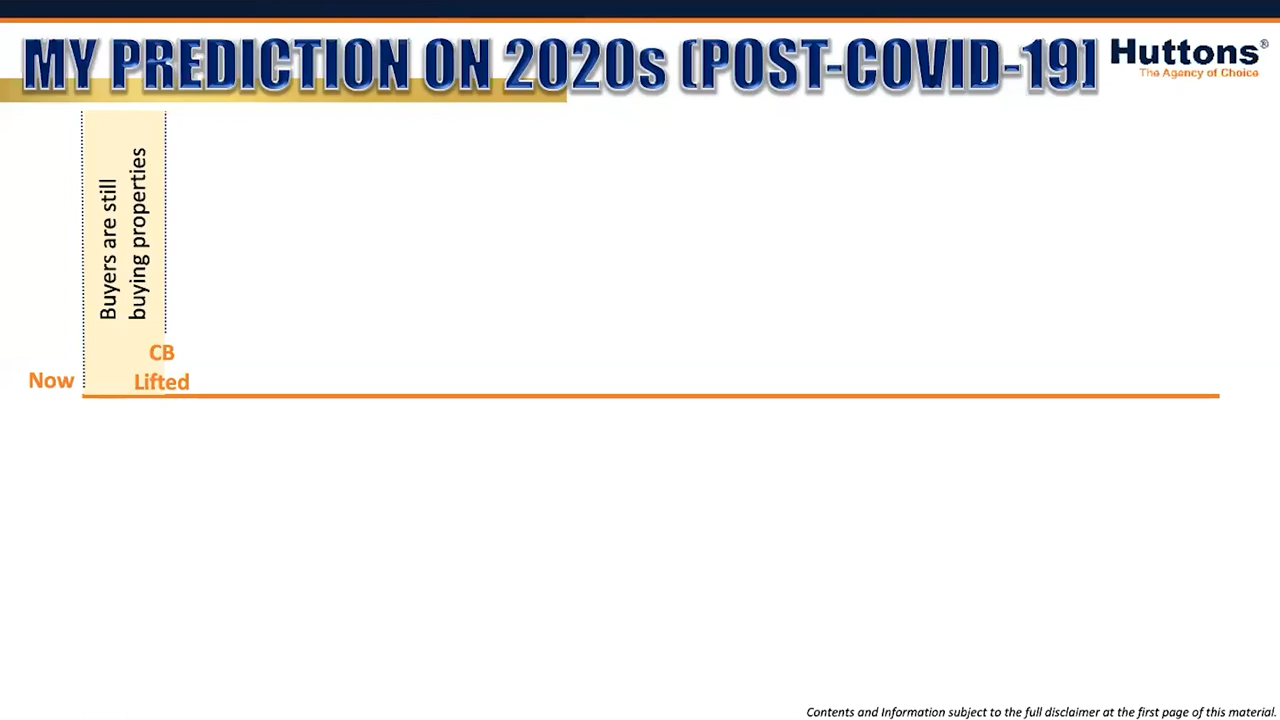 MY PREDICTION ON 2020s [POST-COVID-19]
Huttons®
The Agency of Choice
Buyers are still
buying properties
CB
Lifted
Now
Contents and Information subject to the full disclaimer at the first page of this material.